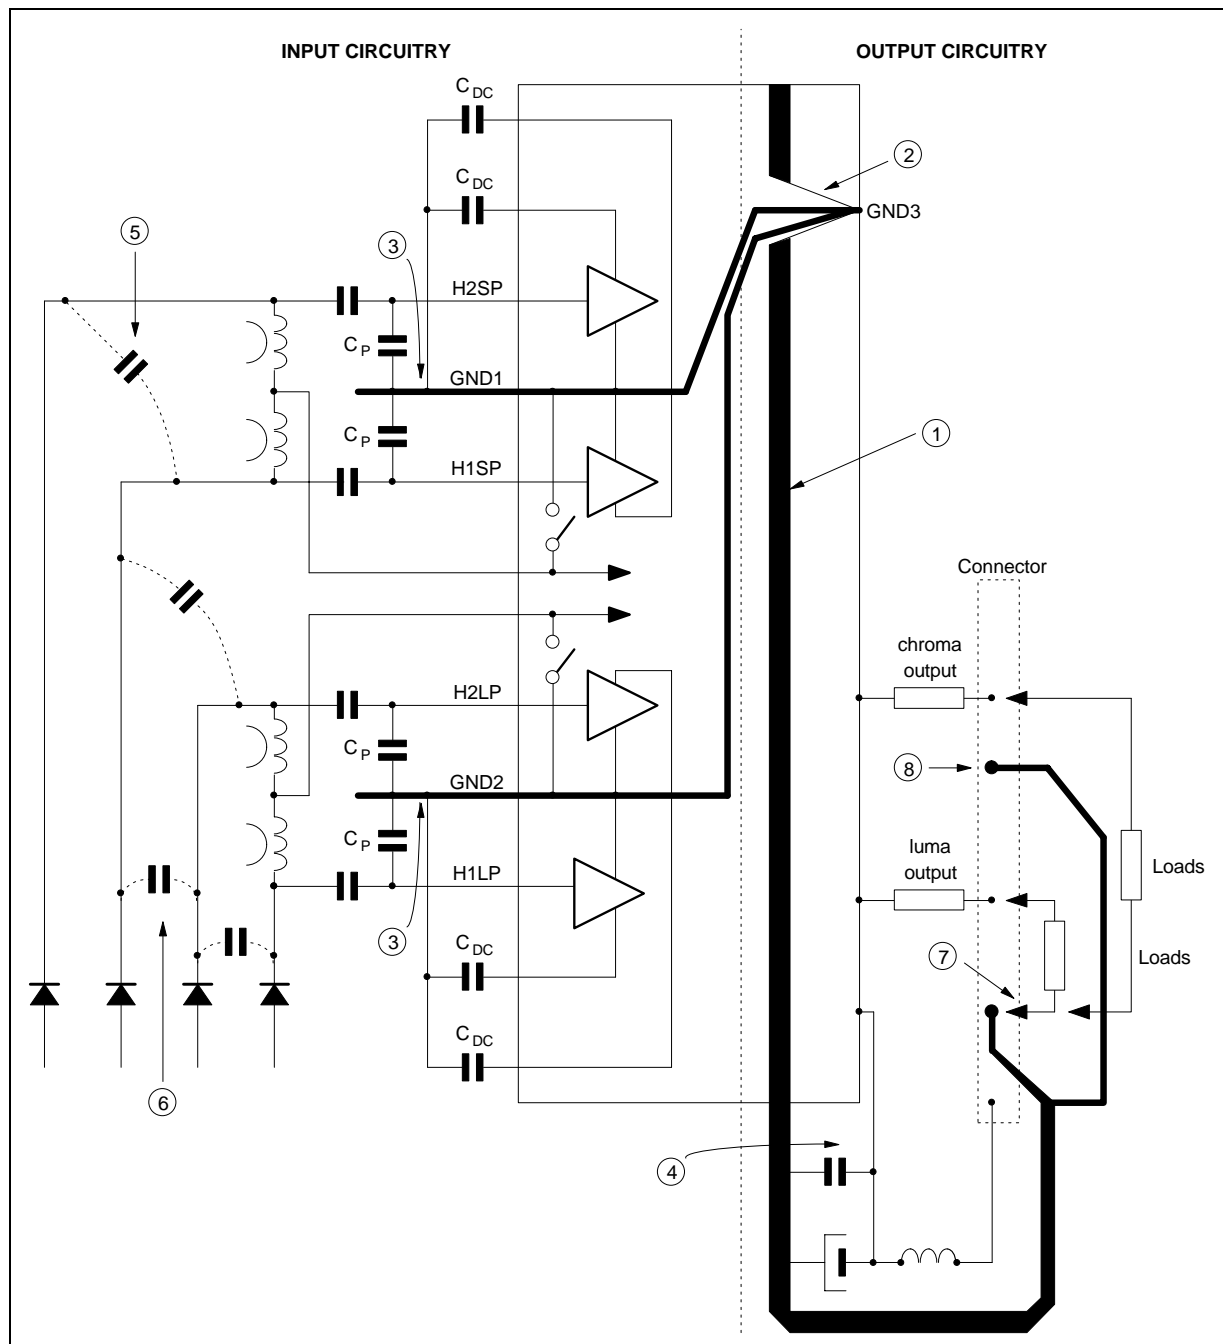 INPUT CIRCUITRY
OUTPUT CIRCUITRY
C DC
2
C DC
GND3
5
3
H2SP
C P
GND1
1
C P
H1SP
Connector
chroma
output
H2LP
C P
8
GND2
C P
luma
output
Loads
H1LP
3
C DC
7
Loads
C DC
6
4